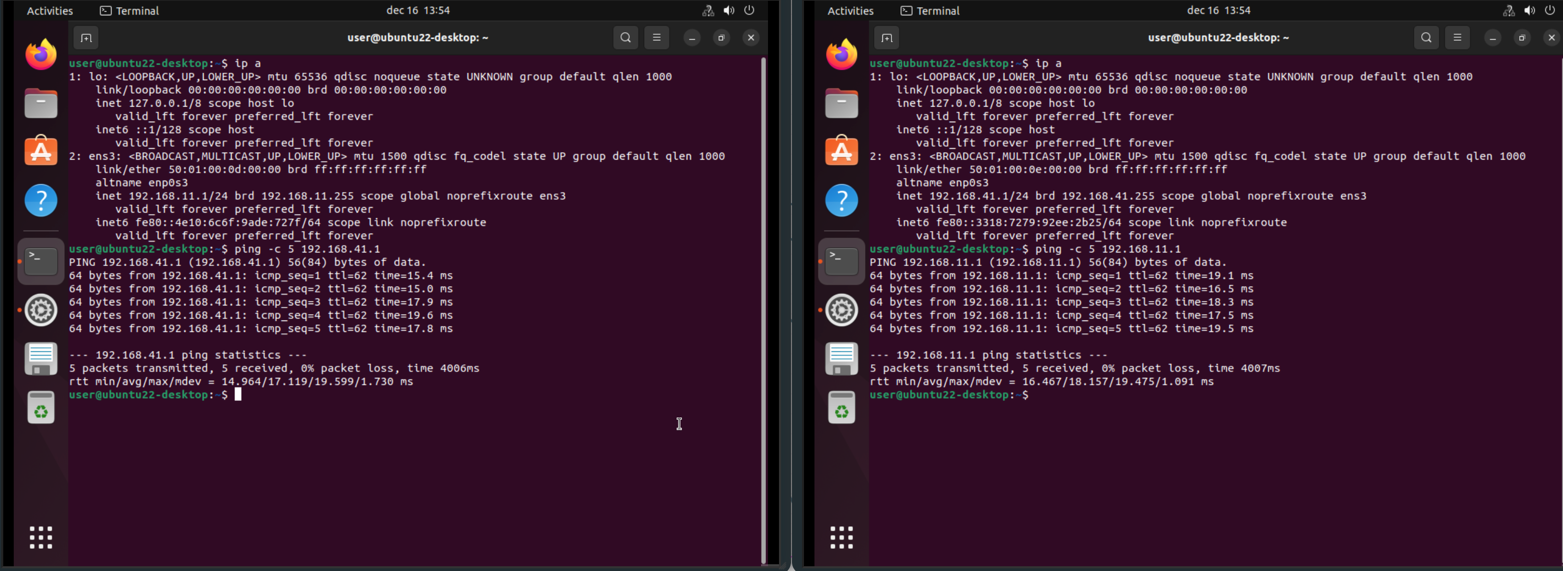 Activities Terminal dec 16 13:54
user@ubuntu22-desktop: ~
user@ubuntu22-desktop:~$ ip a
1: lo: <LOOPBACK,UP,LOWER_UP> mtu 65536 qdisc noqueue state UNKNOWN group default qlen 1000
link/loopback 00:00:00:00:00:00 brd 00:00:00:00:00:00
inet 127.0.0.1/8 scope host lo
valid_lft forever preferred_lft forever
inet6 ::1/128 scope host
valid_lft forever preferred_lft forever
2: ens3: <BROADCAST,MULTICAST,UP,LOWER_UP> mtu 1500 qdisc fq_codel state UP group default qlen 1000
link/ether 50:01:00:0d:00:00 brd ff:ff:ff:ff:ff:ff
altname enp0s3
inet 192.168.11.1/24 brd 192.168.11.255 scope global noprefixroute ens3
valid_lft forever preferred_lft forever
inet6 fe80::4e10:6c6f:9ade:727f/64 scope link noprefixroute
valid_lft forever preferred_lft forever
user@ubuntu22-desktop:~$ ping -c 5 192.168.41.1
PING 192.168.41.1 (192.168.41.1) 56(84) bytes of data.
64 bytes from 192.168.41.1: icmp_seq=1 ttl=62 time=15.4 ms
64 bytes from 192.168.41.1: icmp_seq=2 ttl=62 time=15.0 ms
64 bytes from 192.168.41.1: icmp_seq=3 ttl=62 time=17.9 ms
64 bytes from 192.168.41.1: icmp_seq=4 ttl=62 time=19.6 ms
64 bytes from 192.168.41.1: icmp_seq=5 ttl=62 time=17.8 ms
--- 192.168.41.1 ping statistics ---
5 packets transmitted, 5 received, 0% packet loss, time 4006ms
rtt min/avg/max/mdev = 14.964/17.119/19.599/1.730 ms
user@ubuntu22-desktop:~$
Activities Terminal dec 16 13:54
user@ubuntu22-desktop: ~
user@ubuntu22-desktop:~$ ip a
1: lo: <LOOPBACK,UP,LOWER_UP> mtu 65536 qdisc noqueue state UNKNOWN group default qlen 1000
link/loopback 00:00:00:00:00:00 brd 00:00:00:00:00:00
inet 127.0.0.1/8 scope host lo
valid_lft forever preferred_lft forever
inet6 ::1/128 scope host
valid_lft forever preferred_lft forever
2: ens3: <BROADCAST,MULTICAST,UP,LOWER_UP> mtu 1500 qdisc fq_codel state UP group default qlen 1000
link/ether 50:01:00:0e:00:00 brd ff:ff:ff:ff:ff:ff
altname enp0s3
inet 192.168.41.1/24 brd 192.168.41.255 scope global noprefixroute ens3
valid_lft forever preferred_lft forever
inet6 fe80::3318:7279:92ee:2b25/64 scope link noprefixroute
valid_lft forever preferred_lft forever
user@ubuntu22-desktop:~$ ping -c 5 192.168.11.1
PING 192.168.11.1 (192.168.11.1) 56(84) bytes of data.
64 bytes from 192.168.11.1: icmp_seq=1 ttl=62 time=19.1 ms
64 bytes from 192.168.11.1: icmp_seq=2 ttl=62 time=16.5 ms
64 bytes from 192.168.11.1: icmp_seq=3 ttl=62 time=18.3 ms
64 bytes from 192.168.11.1: icmp_seq=4 ttl=62 time=17.5 ms
64 bytes from 192.168.11.1: icmp_seq=5 ttl=62 time=19.5 ms
--- 192.168.11.1 ping statistics ---
5 packets transmitted, 5 received, 0% packet loss, time 4007ms
rtt min/avg/max/mdev = 16.467/18.157/19.475/1.091 ms
user@ubuntu22-desktop:~$